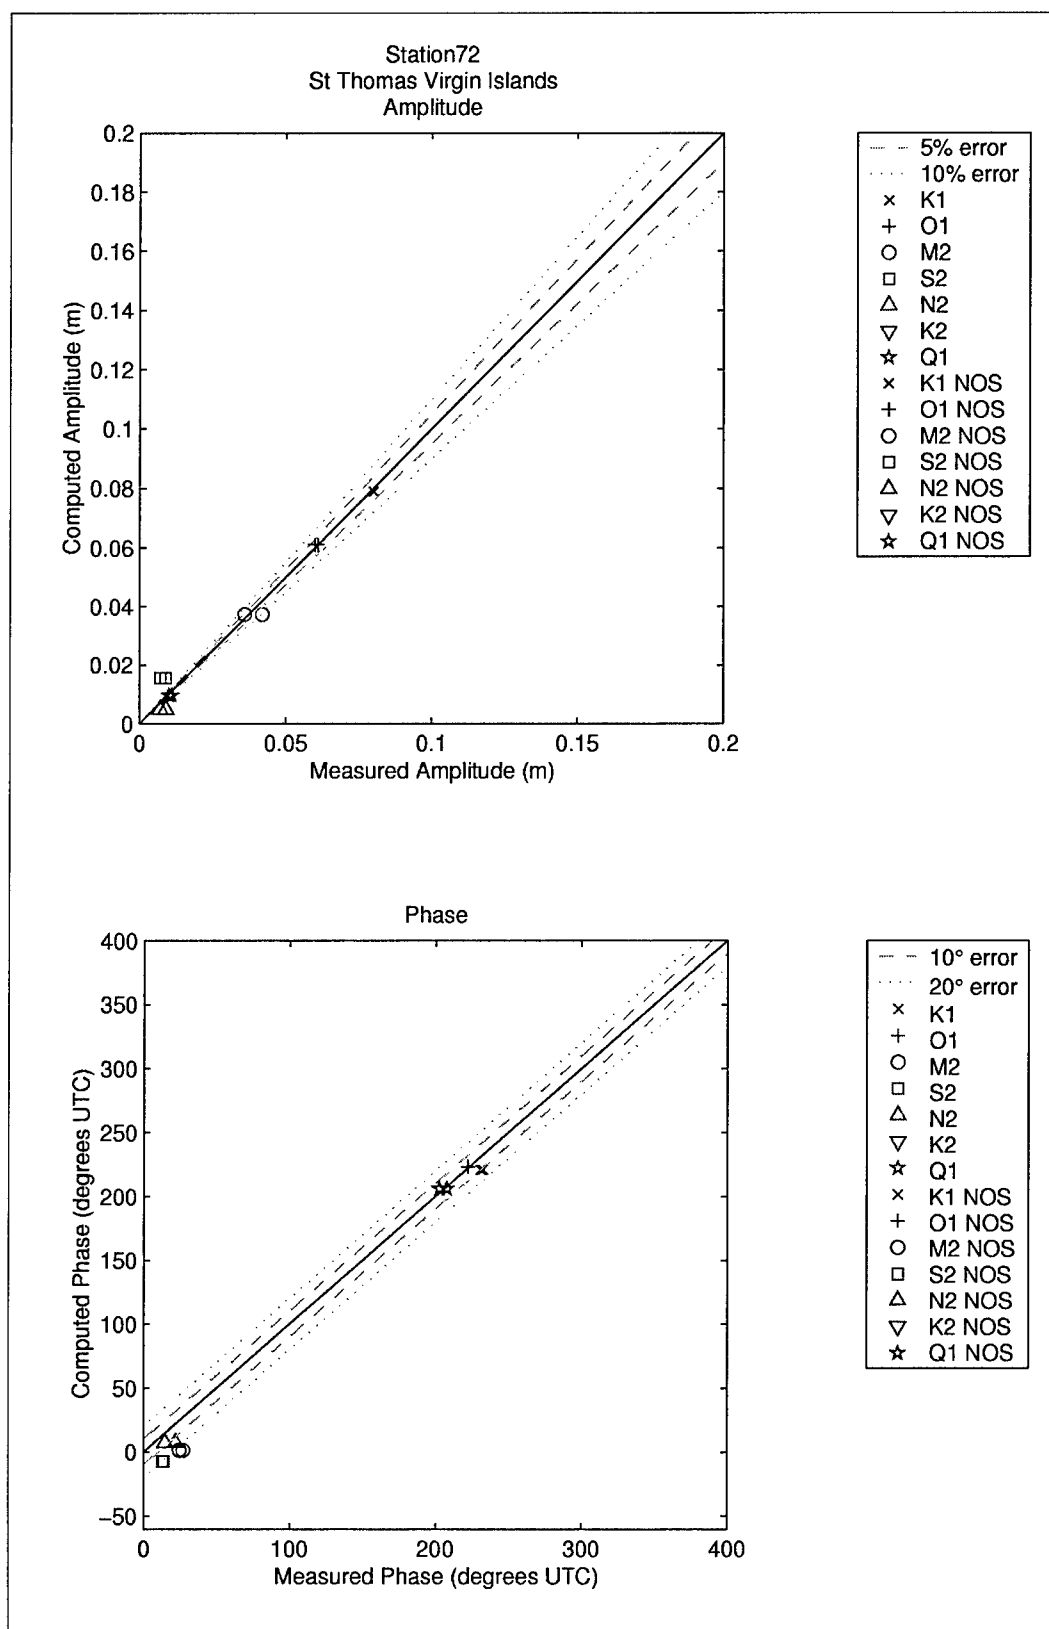 Station72
St Thomas Virgin Islands
Amplitude
0.2
0.18
0.16
0.14
0.12
0.1
0.08
0.06
0.04
0.02
0
Computed Amplitude (m)
0 0.05 0.1 0.15 0.2
Measured Amplitude (m)
5% error
10% error
K1
O1
M2
S2
N2
K2
Q1
K1 NOS
O1 NOS
M2 NOS
S2 NOS
N2 NOS
K2 NOS
Q1 NOS
Phase
400
350
300
250
200
150
100
50
0
−50
Computed Phase (degrees UTC)
0 100 200 300 400
Measured Phase (degrees UTC)
10° error
20° error
K1
O1
M2
S2
N2
K2
Q1
K1 NOS
O1 NOS
M2 NOS
S2 NOS
N2 NOS
K2 NOS
Q1 NOS